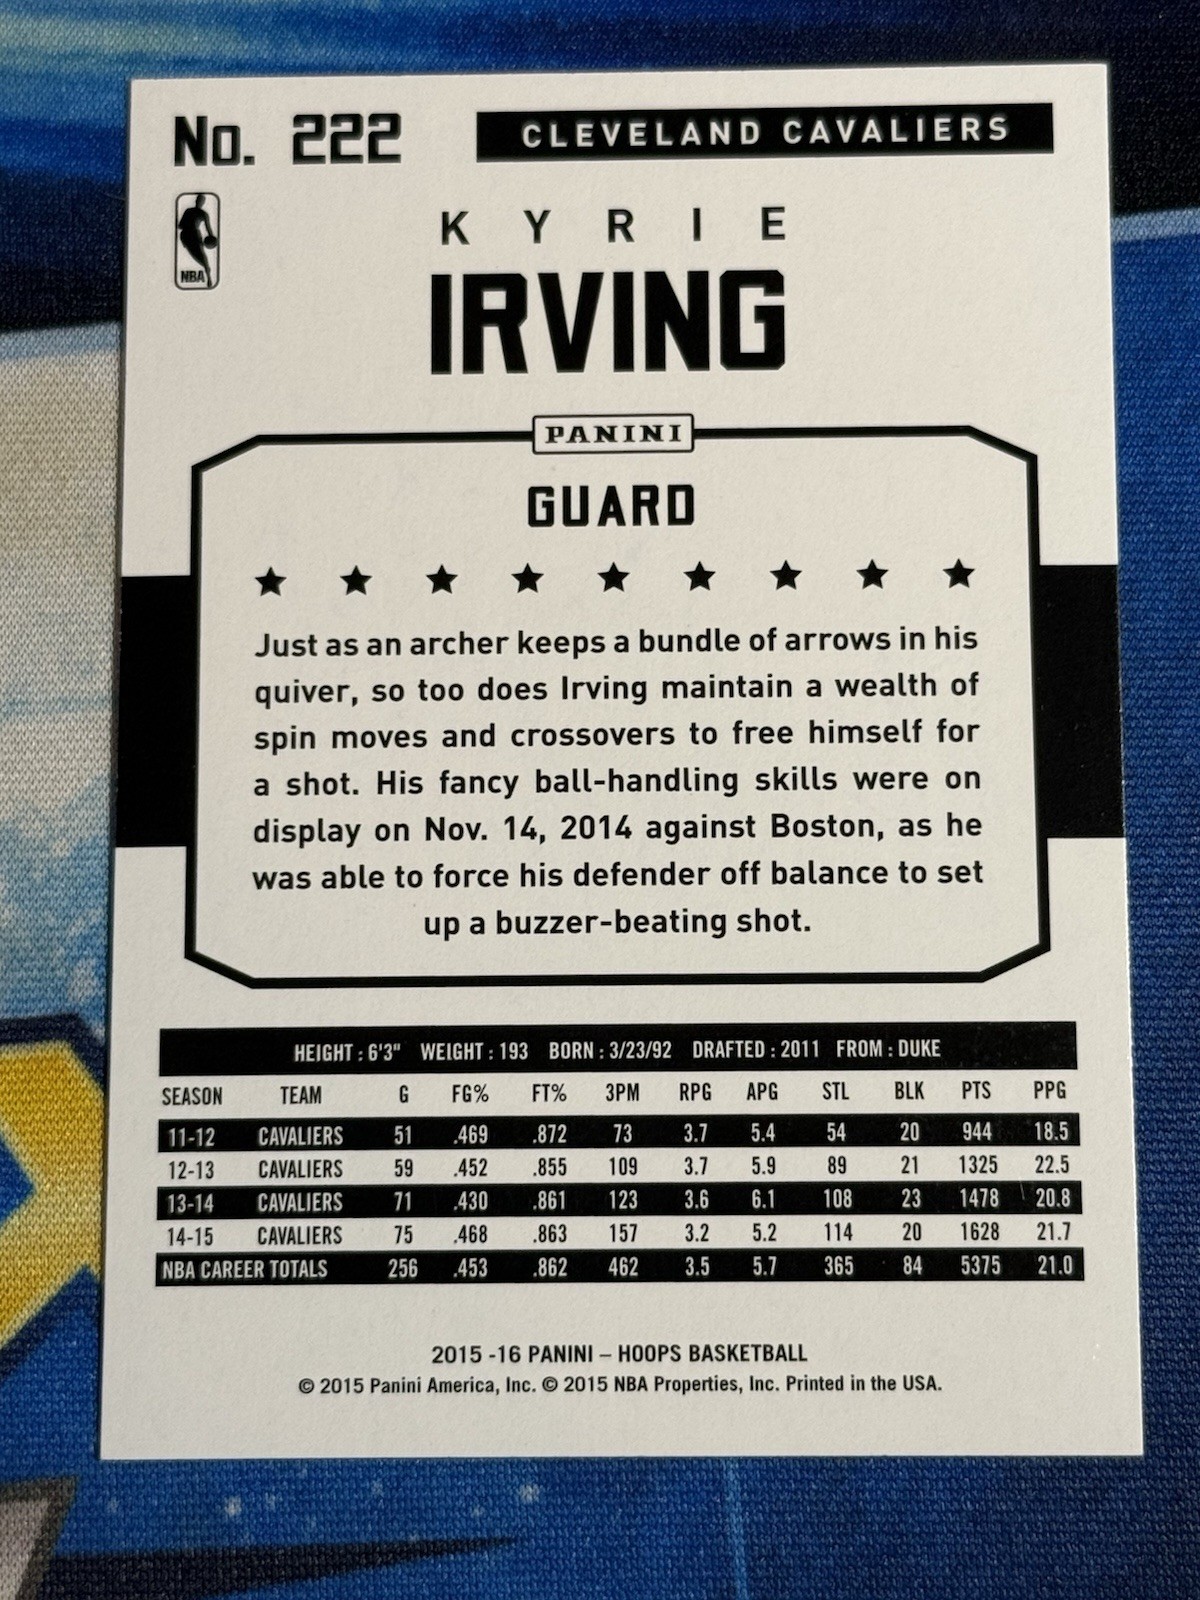 No. 222
CLEVELAND CAVALIERS
NBA
KYRIE
IRVING
PANINI
GUARD
Just as an archer keeps a bundle of arrows in his
quiver, so too does Irving maintain a wealth of
spin moves and crossovers to free himself for
a shot. His fancy ball-handling skills were on
display on Nov. 14, 2014 against Boston, as he
was able to force his defender off balance to set
up a buzzer-beating shot.
HEIGHT : 6'3" WEIGHT : 193 BORN : 3/23/92 DRAFTED : 2011 FROM : DUKE
SEASON TEAM G FG% FT% 3PM RPG APG STL BLK PTS PPG
11-12 CAVALIERS 51 .469 .872 73 3.7 5.4 54 20 944 18.5
12-13 CAVALIERS 59 .452 .855 109 3.7 5.9 89 21 1325 22.5
13-14 CAVALIERS 71 .430 .861 123 3.6 6.1 108 23 1478 20.8
14-15 CAVALIERS 75 .468 .863 157 3.2 5.2 114 20 1628 21.7
NBA CAREER TOTALS 256 .453 .862 462 3.5 5.7 365 84 5375 21.0
2015 -16 PANINI – HOOPS BASKETBALL
© 2015 Panini America, Inc. © 2015 NBA Properties, Inc. Printed in the USA.